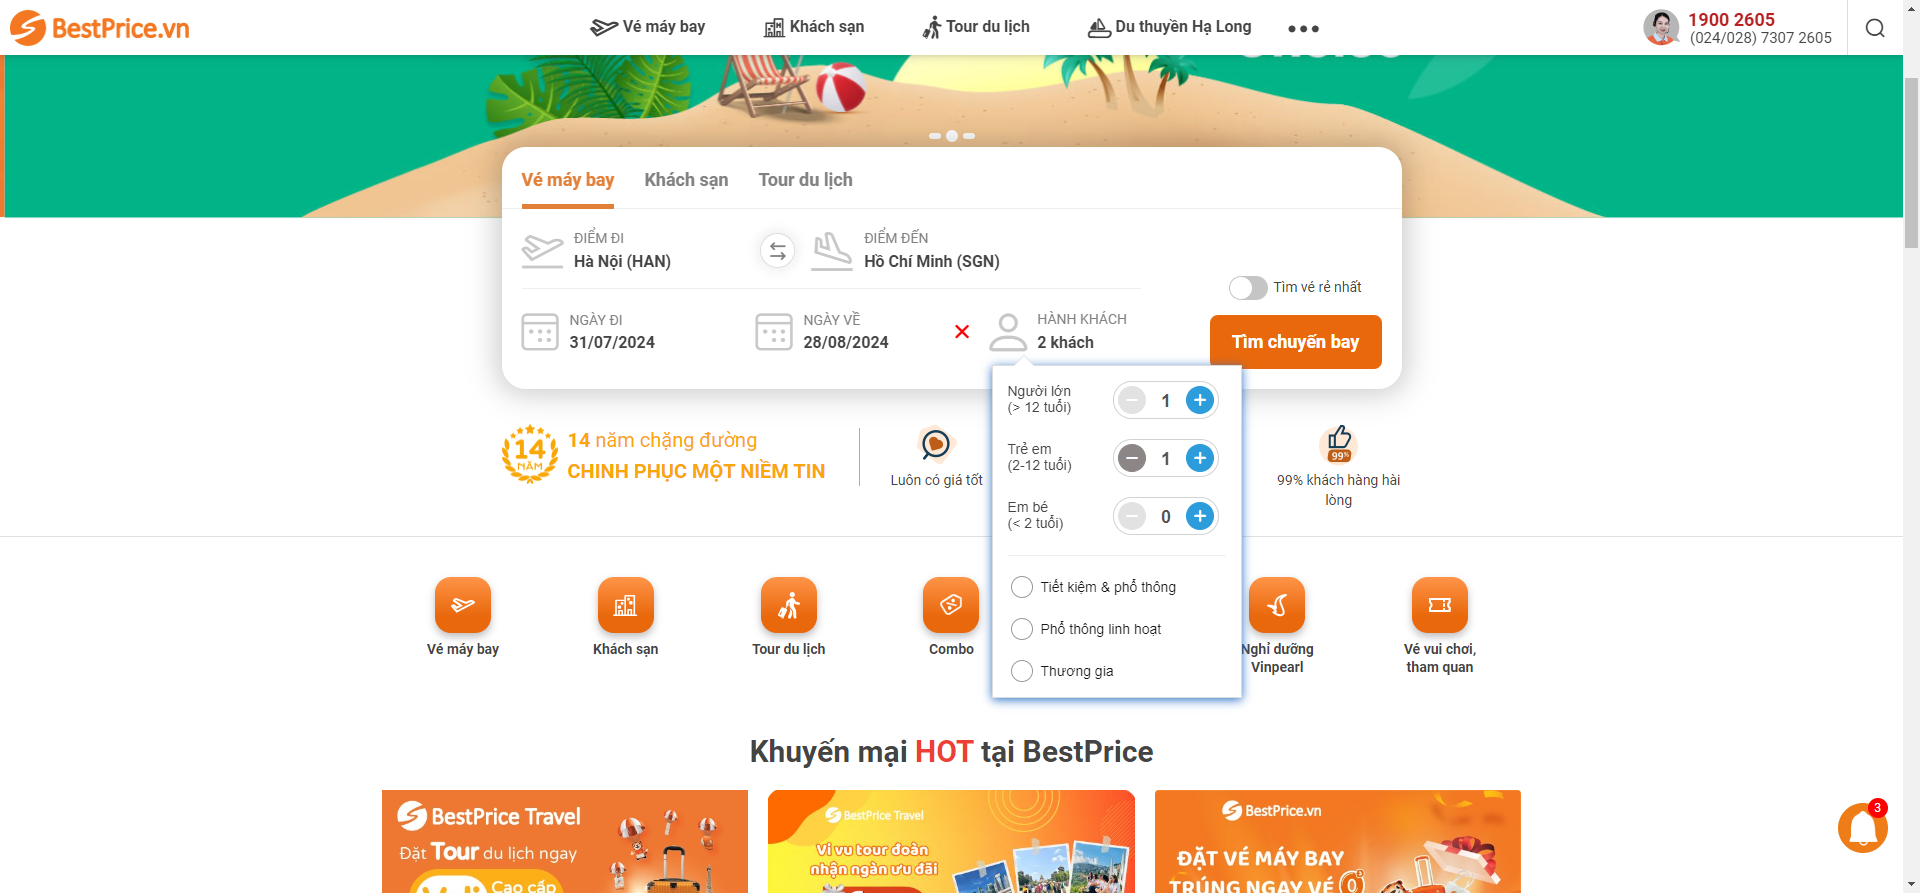 BestPrice.vn
Vé máy bay
Khách sạn
Tour du lịch
Du thuyền Hạ Long
1900 2605
(024/028) 7307 2605
Vé máy bay
Khách sạn
Tour du lịch
ĐIỂM ĐI
Hà Nội (HAN)
ĐIỂM ĐẾN
Hồ Chí Minh (SGN)
Tìm vé rẻ nhất
NGÀY ĐI
31/07/2024
NGÀY VỀ
28/08/2024
HÀNH KHÁCH
2 khách
Tìm chuyến bay
Người lớn
(> 12 tuổi)
1
Trẻ em
(2-12 tuổi)
1
Em bé
(< 2 tuổi)
0
Tiết kiệm & phổ thông
Phổ thông linh hoạt
Thương gia
14
NĂM
14 năm chặng đường
CHINH PHỤC MỘT NIỀM TIN
Luôn có giá tốt
99%
99% khách hàng hài
lòng
Vé máy bay
Khách sạn
Tour du lịch
Combo
Nghỉ dưỡng
Vinpearl
Vé vui chơi,
tham quan
Khuyến mại HOT tại BestPrice
BestPrice Travel
Đặt Tour du lịch ngay
Cao cấp
BestPrice Travel
Vi vu tour đoàn
nhận ngàn ưu đãi
BestPrice.vn
ĐẶT VÉ MÁY BAY
TRÚNG NGAY VÉ 0
3